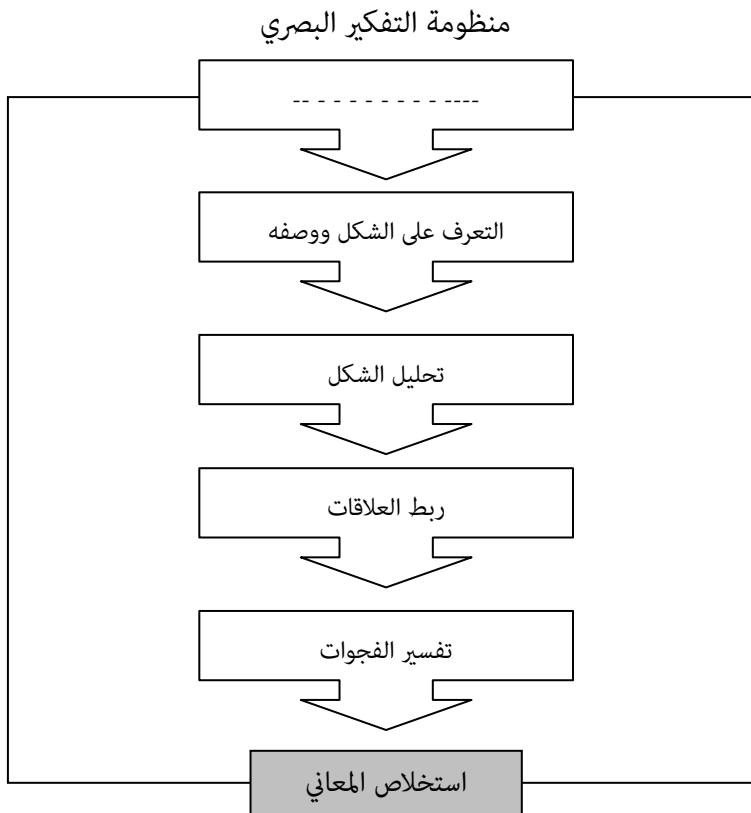 منظومة التفكير البصري
-- - - - - - - - - ----
التعرف على الشكل ووصفه
تحليل الشكل
ربط العلاقات
تفسير الفجوات
استخلاص المعاني